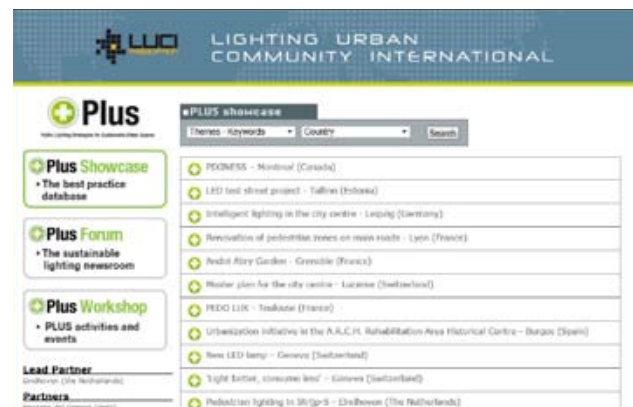 LUCI
LIGHTING URBAN
COMMUNITY INTERNATIONAL
Plus
PLUS showcase
Themes - Keywords
Country
Search
Plus Showcase
• The best practice
database
Plus Forum
• The sustainable
lighting newsroom
Plus Workshop
• PLUS activities and
events
Lead Partner
Eindhoven (the Netherlands)
Partners
- Montreal (Canada)
LED test street project - Tallinn (Estonia)
Intelligent lighting in the city centre - Leipzig (Germany)
Renovation of pedestrian zones on main roads - Lyon (France)
André Abry Garden - Grenoble (France)
Master plan for the city centre - Lucerne (Switzerland)
PEDO LUX - Toulouse (France)
Urbanization initiative in the A.R.C.H. Rehabilitation Area Historical Centre - Burgos (Spain)
New LED lamp - Geneva (Switzerland)
'Light better, consume less' - Geneva (Switzerland)
Pedestrian lighting in Strijp-S - Eindhoven (The Netherlands)